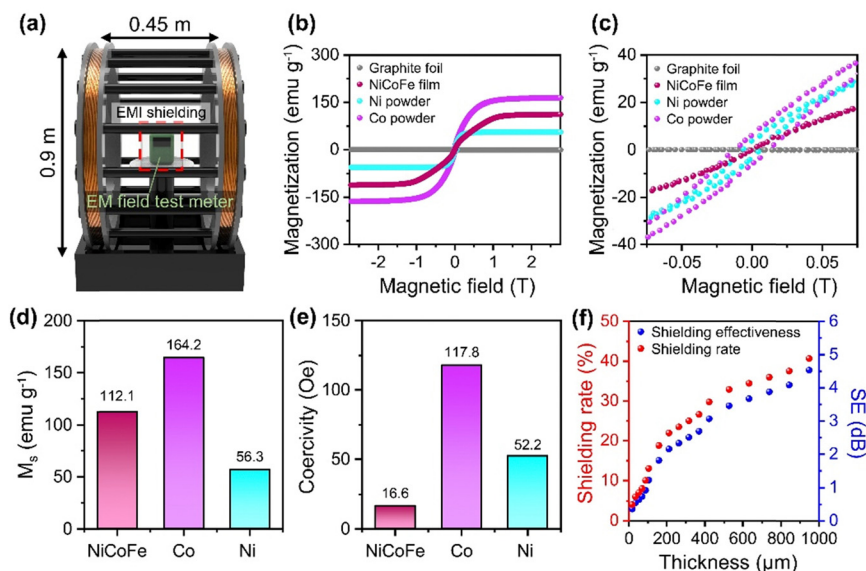 (a)
0.45 m
0.9 m
EMI shielding
EM field test meter
(b)
Magnetization (emu g⁻¹)
300
150
0
-150
-300
Graphite foil
NiCoFe film
Ni powder
Co powder
-2 -1 0 1 2
Magnetic field (T)
(c)
Magnetization (emu g⁻¹)
40
20
0
-20
-40
Graphite foil
NiCoFe film
Ni powder
Co powder
-0.05 0.00 0.05
Magnetic field (T)
(d)
Mₛ (emu g⁻¹)
200
150
100
50
0
112.1
164.2
56.3
NiCoFe Co Ni
(e)
Coercivity (Oe)
150
100
50
0
16.6
117.8
52.2
NiCoFe Co Ni
(f)
Shielding rate (%)
50
40
30
20
10
0
Shielding effectiveness
Shielding rate
6
5
4
3
2
1
0
SE (dB)
0 200 400 600 800 1000
Thickness (μm)